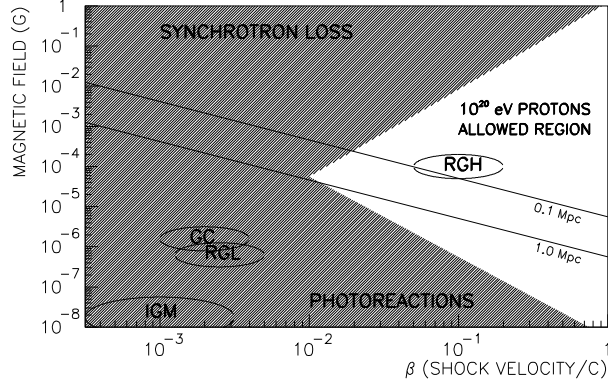 MAGNETIC FIELD (G)
1
10⁻¹
10⁻²
10⁻³
10⁻⁴
10⁻⁵
10⁻⁶
10⁻⁷
10⁻⁸
SYNCHROTRON LOSS
10²⁰ eV PROTONS
ALLOWED REGION
RGH
0.1 Mpc
1.0 Mpc
GC
RGL
IGM
PHOTOREACTIONS
10⁻³
10⁻²
10⁻¹
1
β (SHOCK VELOCITY/C)